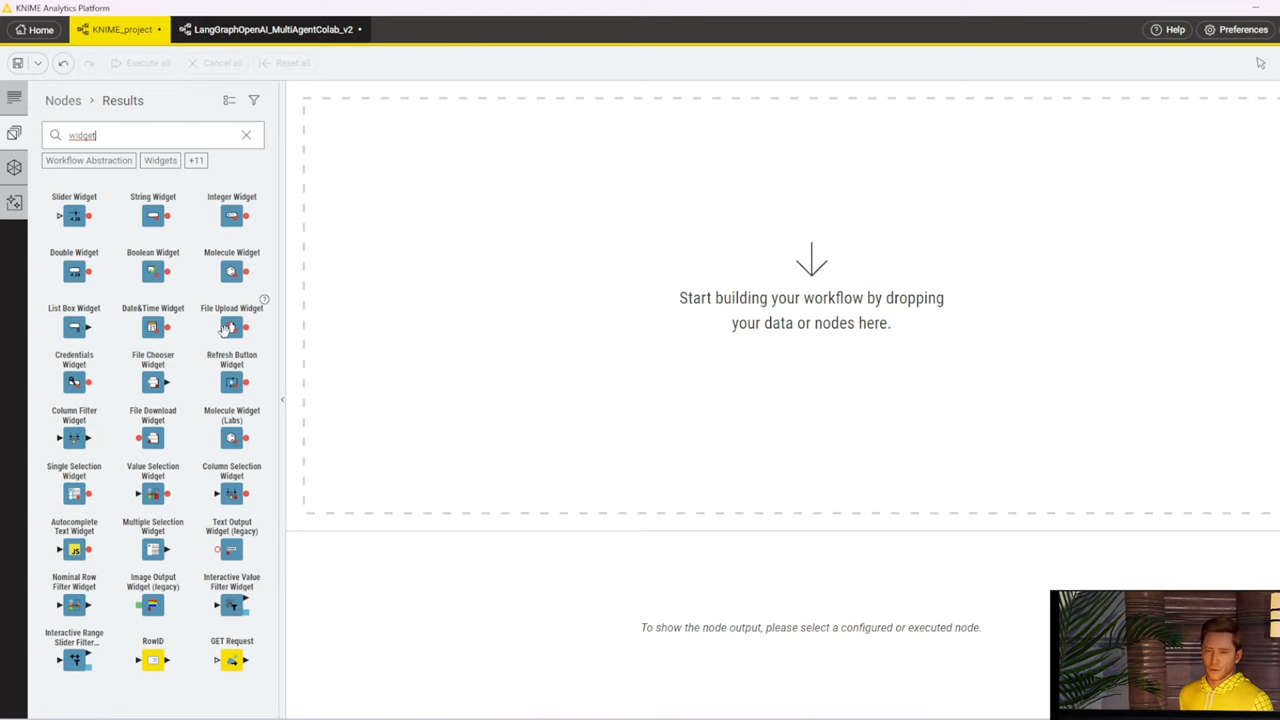 KNIME Analytics Platform
Home
KNIME_project
LangGraphOpenAI_MultiAgentColab_v2
Help
Preferences
Execute all
Cancel all
Reset all
Nodes > Results
widget
Workflow Abstraction
Widgets
+11
Slider Widget
String Widget
Integer Widget
Double Widget
Boolean Widget
Molecule Widget
List Box Widget
Date&Time Widget
File Upload Widget
Credentials
Widget
File Chooser
Widget
Refresh Button
Widget
Column Filter
Widget
File Download
Widget
Molecule Widget
(Labs)
Single Selection
Widget
Value Selection
Widget
Column Selection
Widget
Autocomplete
Text Widget
Multiple Selection
Widget
Text Output
Widget (legacy)
Nominal Row
Filter Widget
Image Output
Widget (legacy)
Interactive Value
Filter Widget
Interactive Range
Slider Filter...
RowID
GET Request
Start building your workflow by dropping
your data or nodes here.
To show the node output, please select a configured or executed node.